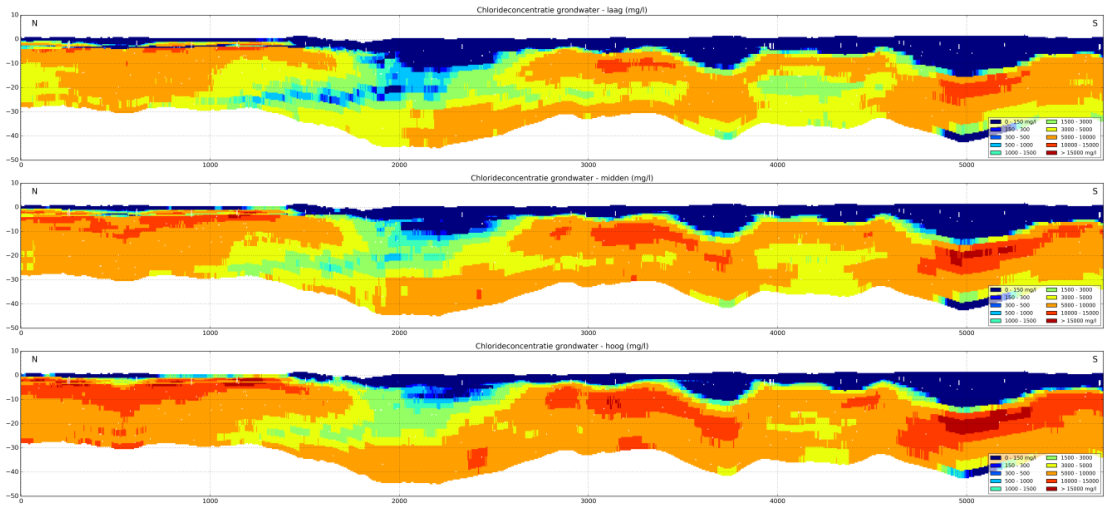 Chlorideconcentratie grondwater - laag (mg/l)
N S
10
0
−10
−20
−30
−40
−50
0 1000 2000 3000 4000 5000
0 - 150 mg/l 1500 - 3000
150 - 300 3000 - 5000
300 - 500 5000 - 10000
500 - 1000 10000 - 15000
1000 - 1500 > 15000 mg/l
Chlorideconcentratie grondwater - midden (mg/l)
N S
10
0
−10
−20
−30
−40
−50
0 1000 2000 3000 4000 5000
0 - 150 mg/l 1500 - 3000
150 - 300 3000 - 5000
300 - 500 5000 - 10000
500 - 1000 10000 - 15000
1000 - 1500 > 15000 mg/l
Chlorideconcentratie grondwater - hoog (mg/l)
N S
10
0
−10
−20
−30
−40
−50
0 1000 2000 3000 4000 5000
0 - 150 mg/l 1500 - 3000
150 - 300 3000 - 5000
300 - 500 5000 - 10000
500 - 1000 10000 - 15000
1000 - 1500 > 15000 mg/l